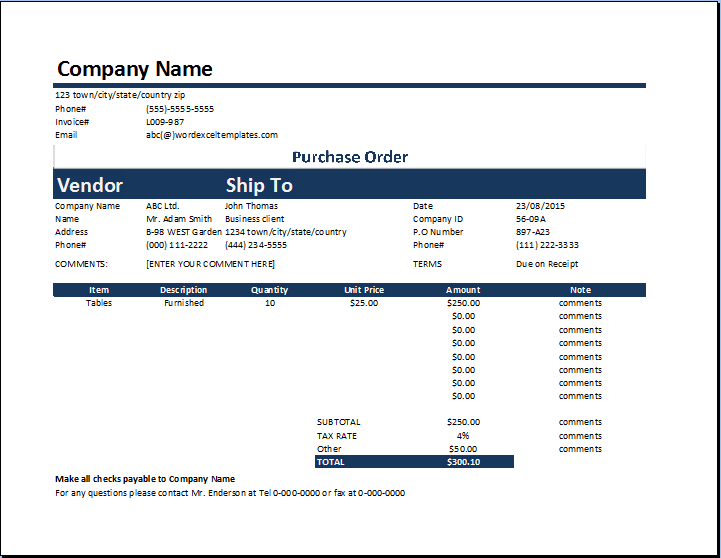 Company Name
123 town/city/state/country zip
Phone# (555)-5555-5555
Invoice# L009-987
Email abc(@)wordexceltemplates.com
Purchase Order
Vendor Ship To
Company Name ABC Ltd. John Thomas Date 23/08/2015
Name Mr. Adam Smith Business client Company ID 56-09A
Address B-98 WEST Garden 1234 town/city/state/country P.O Number 897-A23
Phone# (000) 111-2222 (444) 234-5555 Phone# (111) 222-3333
COMMENTS: [ENTER YOUR COMMENT HERE] TERMS Due on Receipt
Item Description Quantity Unit Price Amount Note
Tables Furnished 10 $25.00 $250.00 comments
$0.00 comments
$0.00 comments
$0.00 comments
$0.00 comments
$0.00 comments
$0.00 comments
$0.00 comments
SUBTOTAL $250.00 comments
TAX RATE 4% comments
Other $50.00 comments
TOTAL $300.10
Make all checks payable to Company Name
For any questions please contact Mr. Enderson at Tel 0-000-0000 or fax at 0-000-0000